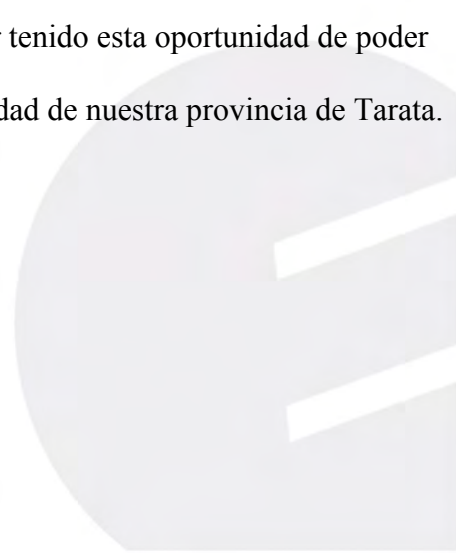 tenido esta oportunidad de poder
dad de nuestra provincia de Tarata.